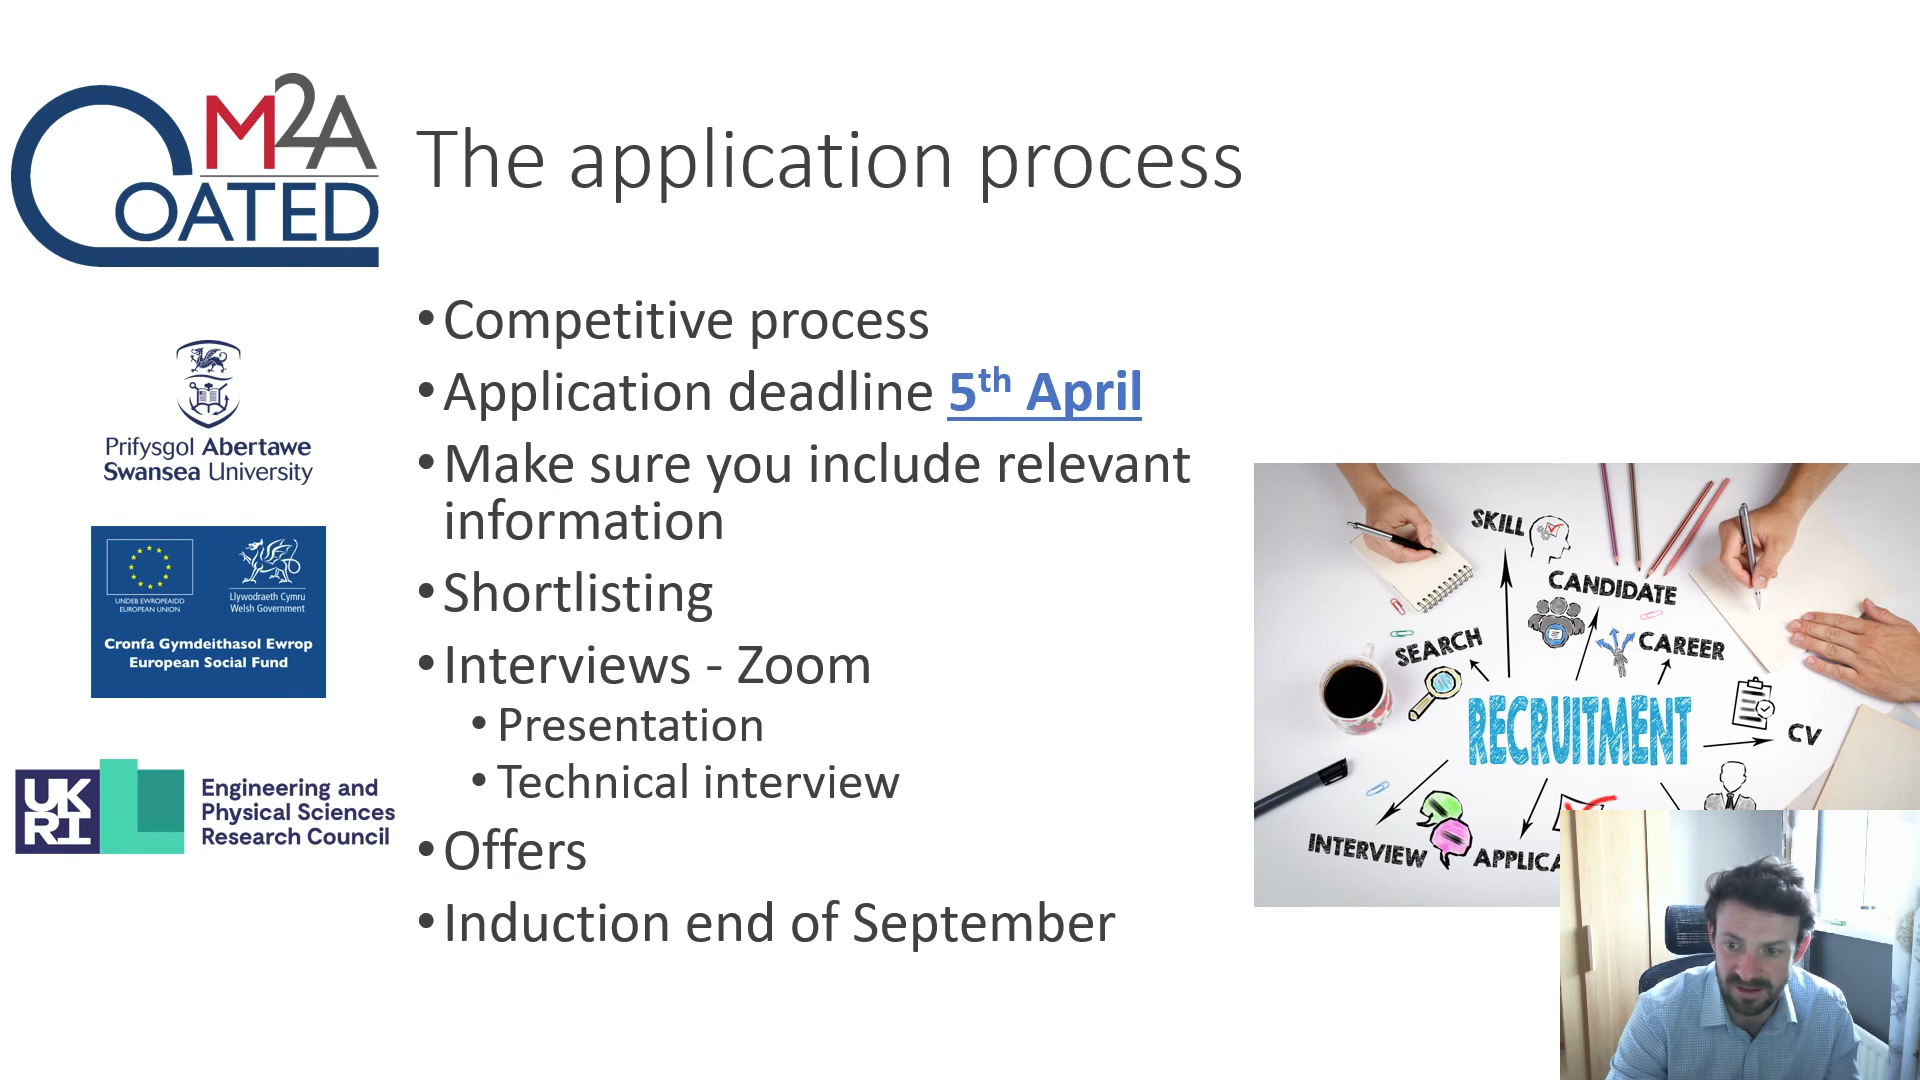 M2A
COATED
The application process
Prifysgol Abertawe
Swansea University
UNDEB EWROPEAIDD
EUROPEAN UNION
Llywodraeth Cymru
Welsh Government
Cronfa Gymdeithasol Ewrop
European Social Fund
UK
RI
Engineering and
Physical Sciences
Research Council
• Competitive process
• Application deadline 5th April
• Make sure you include relevant
information
• Shortlisting
• Interviews - Zoom
• Presentation
• Technical interview
• Offers
• Induction end of September
SKILL
CANDIDATE
SEARCH
CAREER
RECRUITMENT
CV
INTERVIEW